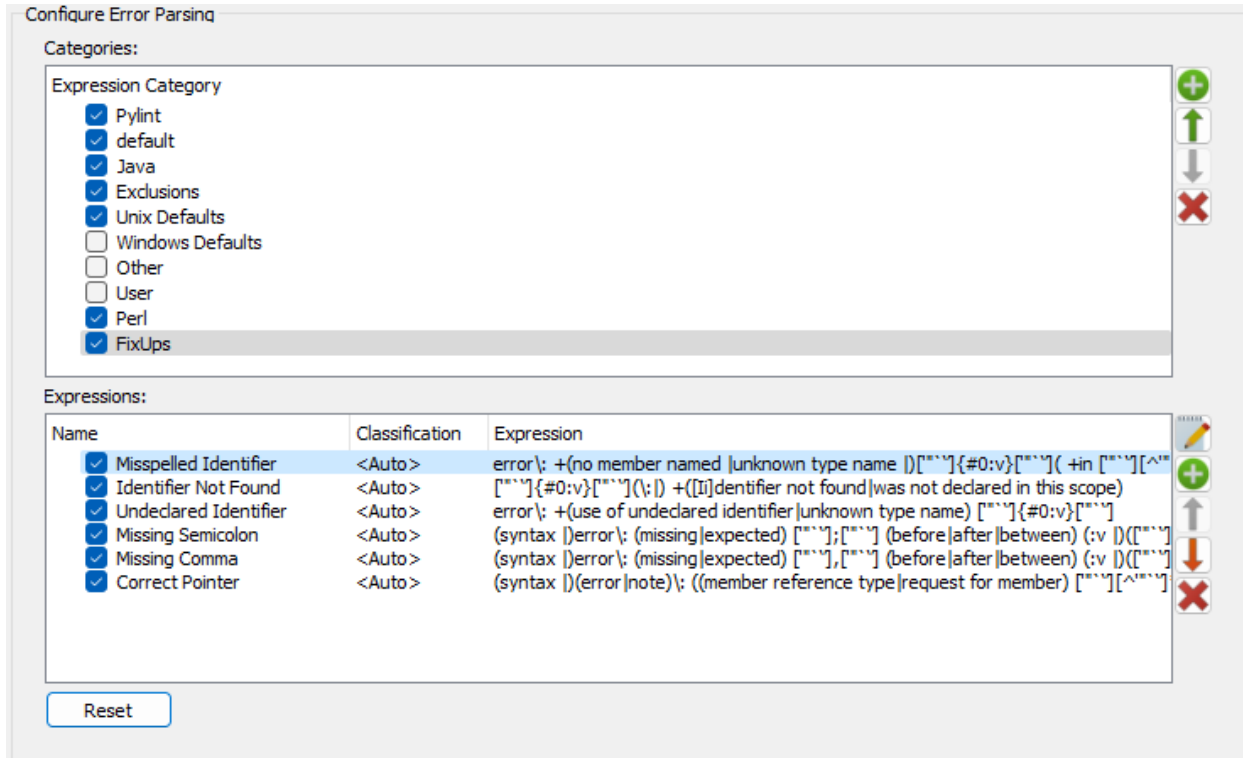 Configure Error Parsing
Categories:
Expression Category
Pylint
default
Java
Exclusions
Unix Defaults
Windows Defaults
Other
User
Perl
FixUps
Expressions:
Name Classification Expression
Misspelled Identifier <Auto> error\: +(no member named |unknown type name |)["'`']{#0:v}["'`']( +in ["'`'][^'"
Identifier Not Found <Auto> ["'`']{#0:v}["'`'](\:|) +([Ii]dentifier not found|was not declared in this scope)
Undeclared Identifier <Auto> error\: +(use of undeclared identifier|unknown type name) ["'`']{#0:v}["'`']
Missing Semicolon <Auto> (syntax |)error\: (missing|expected) ["'`'];["'`'] (before|after|between) (:v |)(["'`']
Missing Comma <Auto> (syntax |)error\: (missing|expected) ["'`'],["'`'] (before|after|between) (:v |)(["'`']
Correct Pointer <Auto> (syntax |)(error|note)\: ((member reference type|request for member) ["'`'][^'"`']
Reset